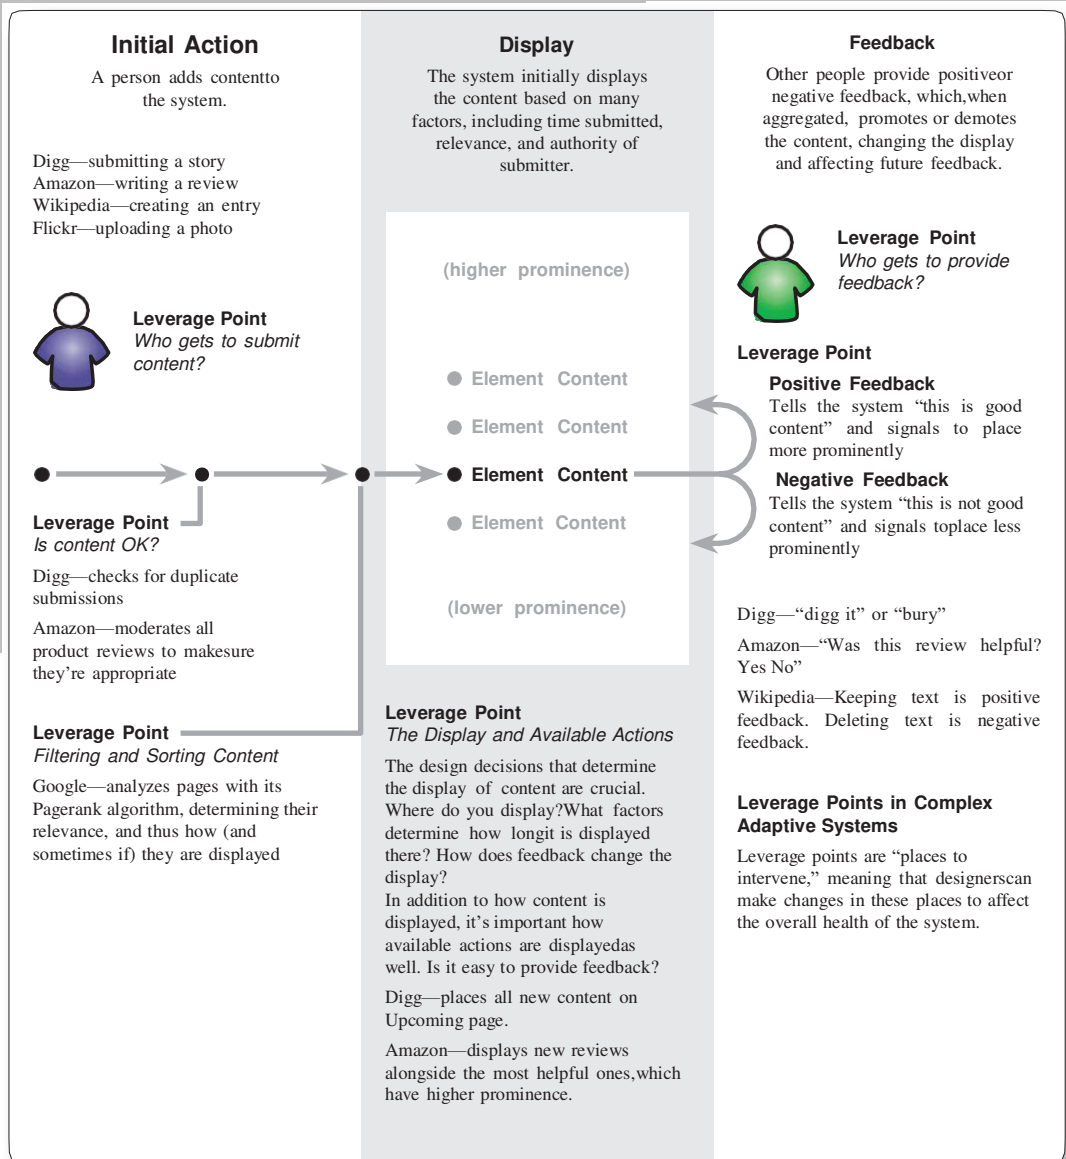 Initial Action
A person adds contentto
the system.
Digg—submitting a story
Amazon—writing a review
Wikipedia—creating an entry
Flickr—uploading a photo
Leverage Point
Who gets to submit
content?
Leverage Point
Is content OK?
Digg—checks for duplicate
submissions
Amazon—moderates all
product reviews to makesure
they're appropriate
Leverage Point
Filtering and Sorting Content
Google—analyzes pages with its
Pagerank algorithm, determining their
relevance, and thus how (and
sometimes if) they are displayed
Display
The system initially displays
the content based on many
factors, including time submitted,
relevance, and authority of
submitter.
(higher prominence)
Element Content
Element Content
Element Content
Element Content
(lower prominence)
Leverage Point
The Display and Available Actions
The design decisions that determine
the display of content are crucial.
Where do you display?What factors
determine how longit is displayed
there? How does feedback change the
display?
In addition to how content is
displayed, it's important how
available actions are displayedas
well. Is it easy to provide feedback?
Digg—places all new content on
Upcoming page.
Amazon—displays new reviews
alongside the most helpful ones,which
have higher prominence.
Feedback
Other people provide positiveor
negative feedback, which,when
aggregated, promotes or demotes
the content, changing the display
and affecting future feedback.
Leverage Point
Who gets to provide
feedback?
Leverage Point
Positive Feedback
Tells the system “this is good
content” and signals to place
more prominently
Negative Feedback
Tells the system “this is not good
content” and signals toplace less
prominently
Digg—“digg it” or “bury”
Amazon—“Was this review helpful?
Yes No”
Wikipedia—Keeping text is positive
feedback. Deleting text is negative
feedback.
Leverage Points in Complex
Adaptive Systems
Leverage points are “places to
intervene,” meaning that designerscan
make changes in these places to affect
the overall health of the system.